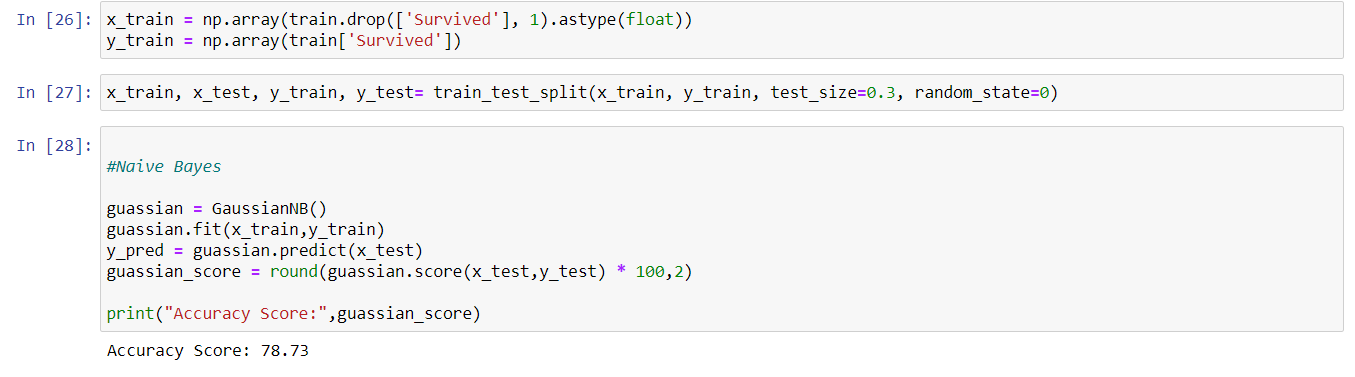 In [26]: x_train = np.array(train.drop(['Survived'], 1).astype(float))
y_train = np.array(train['Survived'])
In [27]: x_train, x_test, y_train, y_test= train_test_split(x_train, y_train, test_size=0.3, random_state=0)
In [28]:
#Naive Bayes
guassian = GaussianNB()
guassian.fit(x_train,y_train)
y_pred = guassian.predict(x_test)
guassian_score = round(guassian.score(x_test,y_test) * 100,2)
print("Accuracy Score:",guassian_score)
Accuracy Score: 78.73